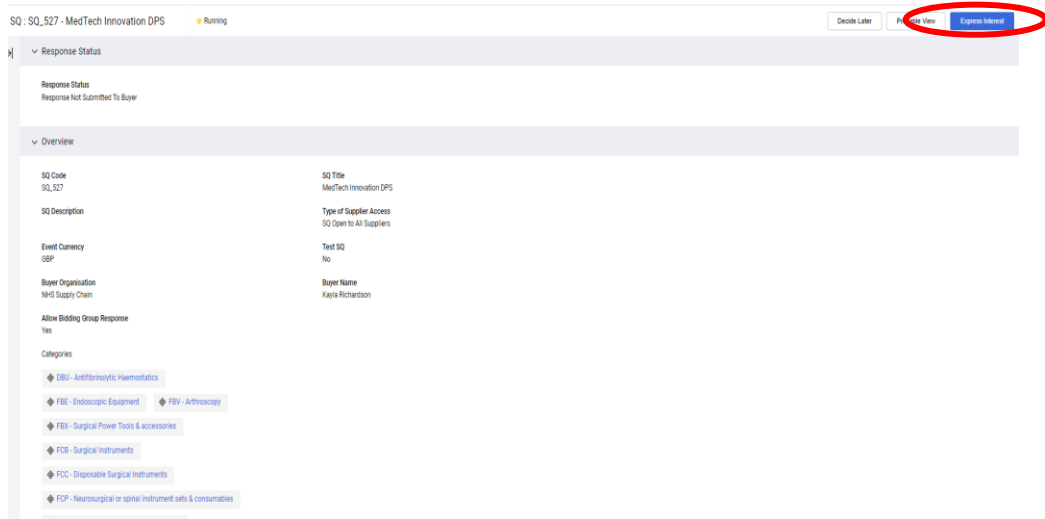 SQ : SQ_527 - MedTech Innovation DPS Running Decide Later View Express Interest
Response Status
Response Status
Response Not Submitted To Buyer
Overview
SQ Code SQ Title
SQ_527 MedTech Innovation DPS
SQ Description Type of Supplier Access
SQ Open to All Suppliers
Event Currency Test SQ
GBP No
Buyer Organisation Buyer Name
NHS Supply Chain Kayla Richardson
Allow Bidding Group Response
Yes
Categories
DBU - Antifibrinolytic Haemostatics
FBE - Endoscopic Equipment FBV - Arthroscopy
FBX - Surgical Power Tools & accessories
FCB - Surgical Instruments
FCC - Disposable Surgical Instruments
FCP - Neurosurgical or spinal instrument sets & consumables